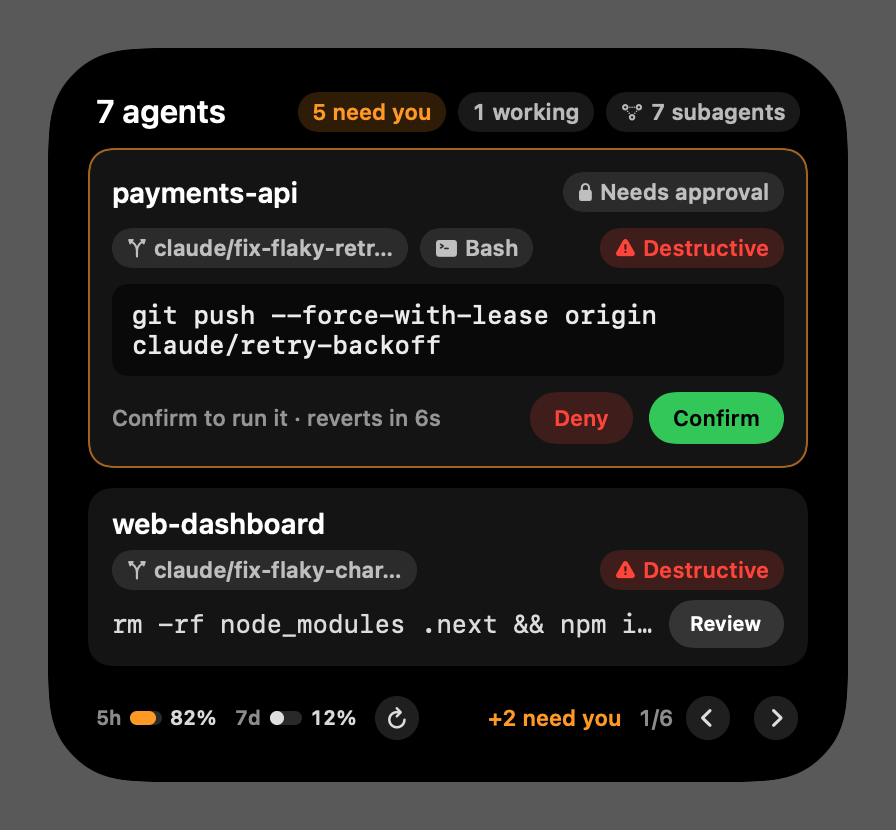 7 agents
5 need you
1 working
7 subagents
payments-api
Needs approval
claude/fix-flaky-retr...
Bash
Destructive
git push --force-with-lease origin
claude/retry-backoff
Confirm to run it · reverts in 6s
Deny
Confirm
web-dashboard
claude/fix-flaky-char...
Destructive
rm -rf node_modules .next && npm i…
Review
5h 82% 7d 12%
+2 need you 1/6